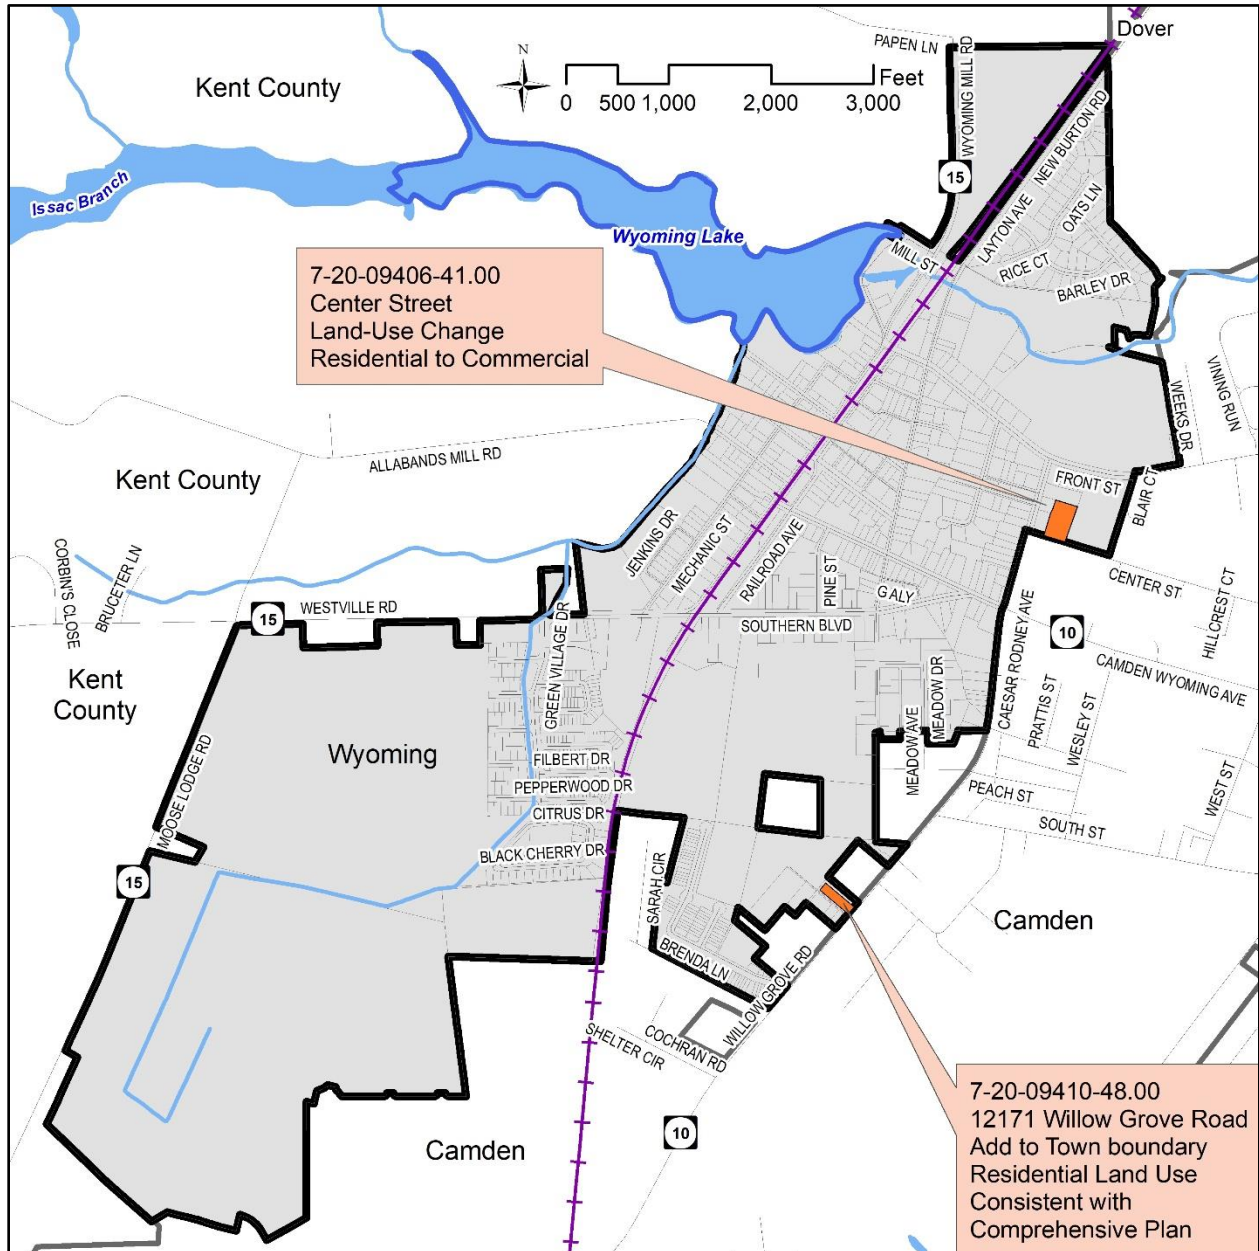 Dover
PAPEN LN
WYOMING MILL RD
N
Feet
0 500 1,000 2,000 3,000
Kent County
NEW BURTON RD
15
LAYTON AVE
OATS LN
Issac Branch
Wyoming Lake
MILL ST
RICE CT
BARLEY DR
7-20-09406-41.00
Center Street
Land-Use Change
Residential to Commercial
VINING RUN
WEEKS DR
ALLABANDS MILL RD
Kent County
FRONT ST
BLAIR CT
JENKINS DR
MECHANIC ST
RAILROAD AVE
PINE ST
G ALY
CENTER ST
HILLCREST CT
CORBIN'S CLOSE
BRUCETER LN
WESTVILLE RD
15
SOUTHERN BLVD
10
CAESAR RODNEY AVE
CAMDEN WYOMING AVE
Kent
County
GREEN VILLAGE DR
MEADOW DR
MEADOW AVE
PRATTIS ST
WESLEY ST
WEST ST
Wyoming
MOOSE LODGE RD
FILBERT DR
PEPPERWOOD DR
CITRUS DR
BLACK CHERRY DR
PEACH ST
SOUTH ST
15
SARAH CIR
BRENDA LN
WILLOW GROVE RD
Camden
SHELTER CIR
COCHRAN RD
10
Camden
7-20-09410-48.00
12171 Willow Grove Road
Add to Town boundary
Residential Land Use
Consistent with
Comprehensive Plan